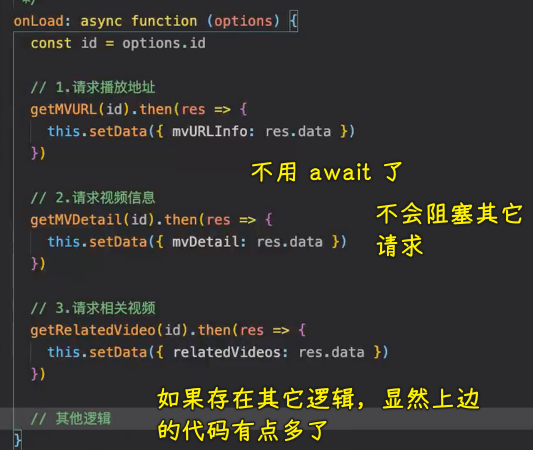 */
onLoad: async function (options) {
const id = options.id
// 1.请求播放地址
getMVURL(id).then(res => {
this.setData({ mvURLInfo: res.data })
})
不用 await 了
// 2.请求视频信息
getMVDetail(id).then(res => {
this.setData({ mvDetail: res.data })
})
不会阻塞其它
请求
// 3.请求相关视频
getRelatedVideo(id).then(res => {
this.setData({ relatedVideos: res.data })
})
// 其他逻辑
如果存在其它逻辑，显然上边
的代码有点多了
}